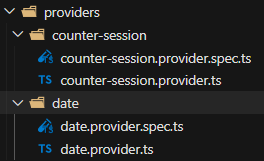 providers
counter-session
counter-session.provider.spec.ts
TS counter-session.provider.ts
date
date.provider.spec.ts
TS date.provider.ts